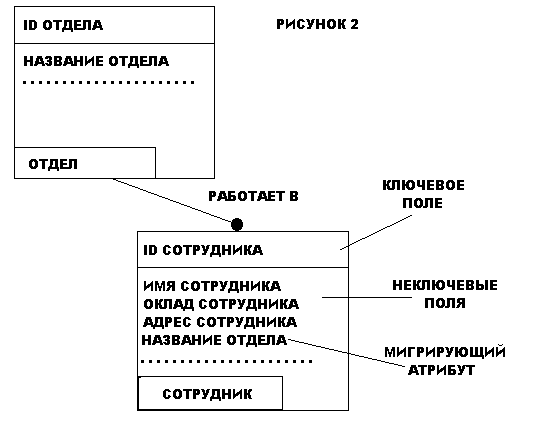 ID ОТДЕЛА
РИСУНОК 2
НАЗВАНИЕ ОТДЕЛА
ОТДЕЛ
РАБОТАЕТ В
КЛЮЧЕВОЕ
ПОЛЕ
ID СОТРУДНИКА
ИМЯ СОТРУДНИКА
ОКЛАД СОТРУДНИКА
АДРЕС СОТРУДНИКА
НАЗВАНИЕ ОТДЕЛА
НЕКЛЮЧЕВЫЕ
ПОЛЯ
МИГРИРУЮЩИЙ
АТРИБУТ
СОТРУДНИК